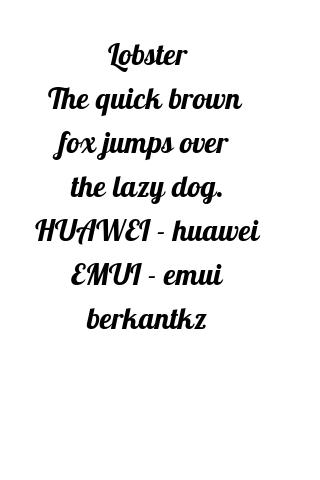 Lobster
The quick brown
fox jumps over
the lazy dog.
HUAWEI - huawei
EMUI - emui
berkantkz